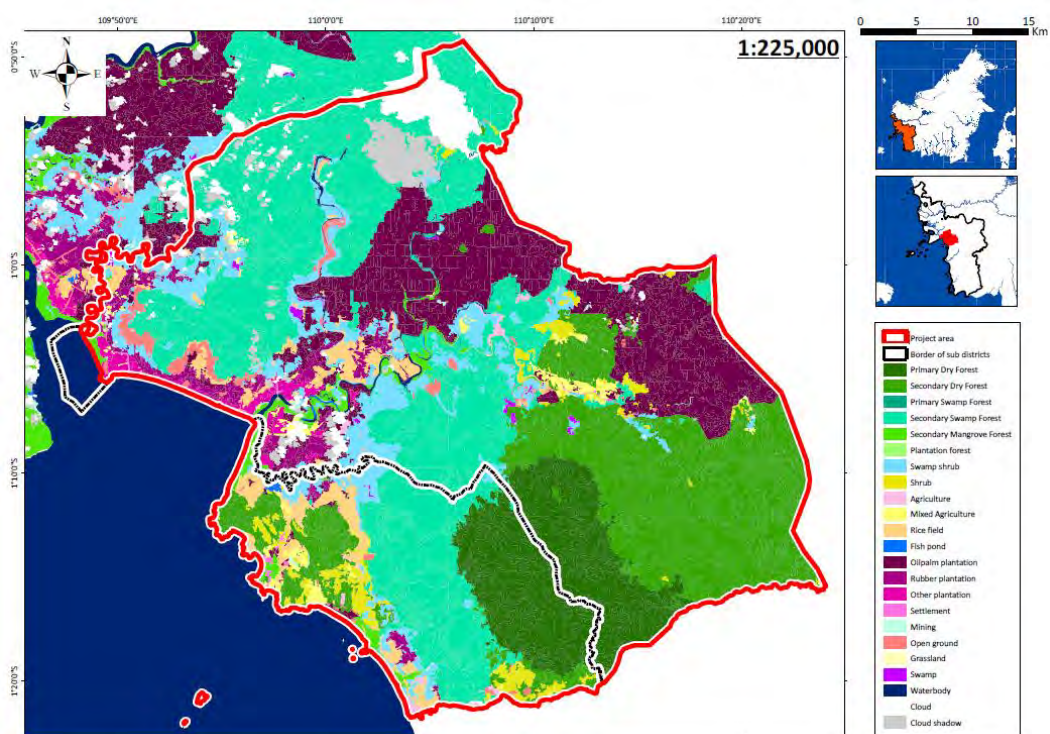 109°50'0"E
110°0'0"E
110°10'0"E
110°20'0"E
0 5 10 15
Km
0°50'0"S
1°0'0"S
1°10'0"S
1°20'0"S
N
W E
S
1:225,000
Project area
Border of sub districts
Primary Dry Forest
Secondary Dry Forest
Primary Swamp Forest
Secondary Swamp Forest
Secondary Mangrove Forest
Plantation forest
Swamp shrub
Shrub
Agriculture
Mixed Agriculture
Rice field
Fish pond
Oilpalm plantation
Rubber plantation
Other plantation
Settlement
Mining
Open ground
Grassland
Swamp
Waterbody
Cloud
Cloud shadow